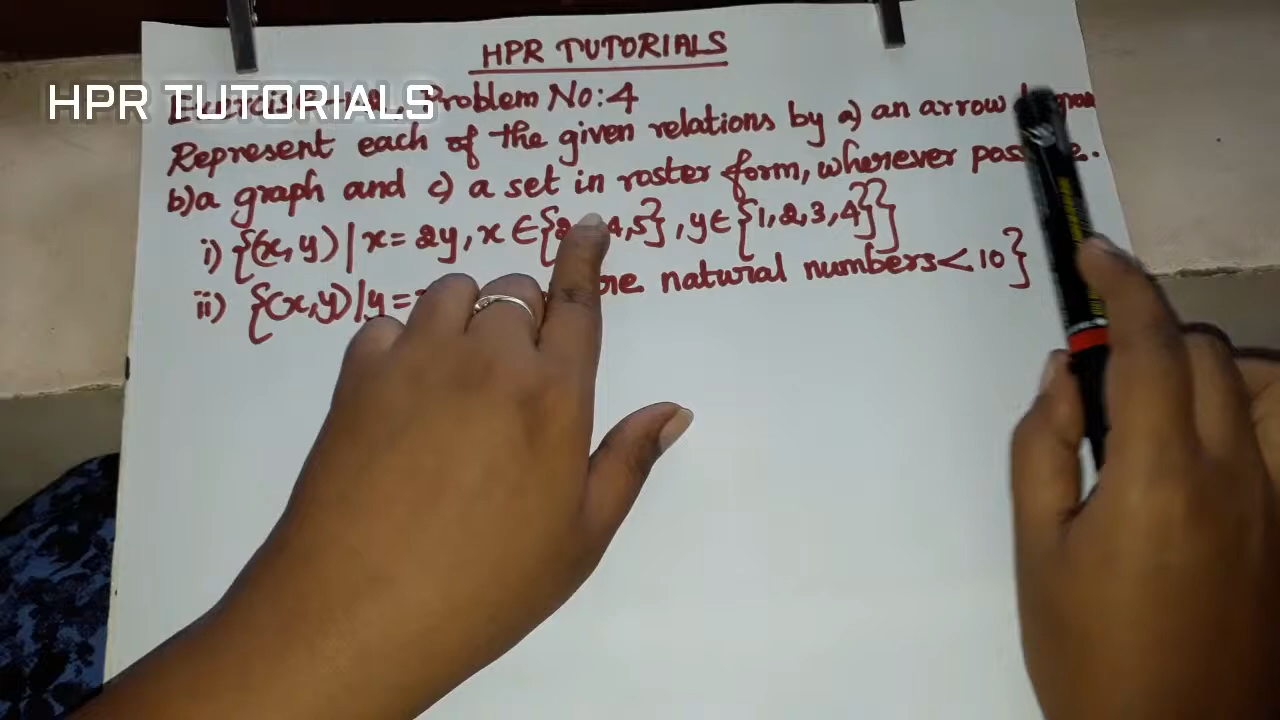 HPR TUTORIALS
HPR TUTORIALS
Problem No:4
Represent each of the given relations by a) an arrow
b) a graph and c) a set in roster form, wherever
i) {(x,y) | x = 2y, x ∈ {2 4,5}, y ∈ {1,2,3,4}}
ii) {(x,y) | y = natural numbers < 10}